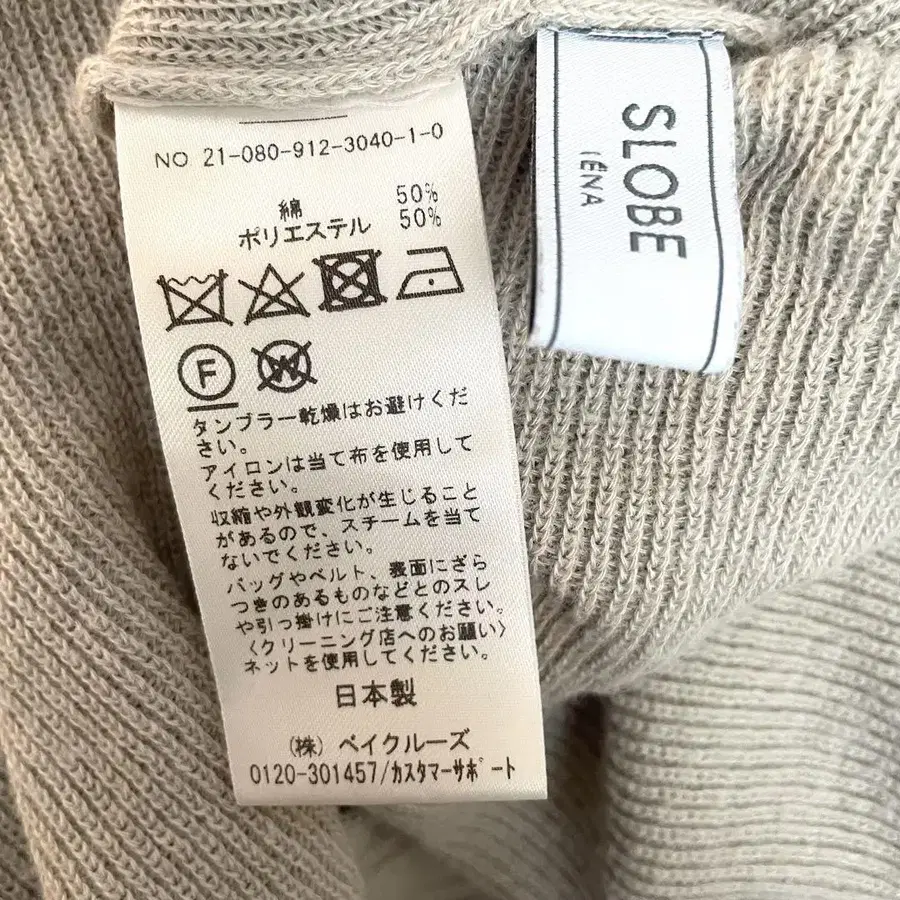 NO 21-080-912-3040-1-0
綿 50%
ポリエステル 50%
F
W
タンブラー乾燥はお避けくだ
さい。
アイロンは当て布を使用して
ください。
収縮や外観変化が生じること
があるので、スチームを当て
ないでください。
バッグやベルト、表面にざら
つきのあるものなどとのスレ
や引っ掛けにご注意ください。
〈クリーニング店へのお願い〉
ネットを使用してください。
日本製
(株) ベイクルーズ
0120-301457/カスタマーサポート
SLOBE
IÉNA